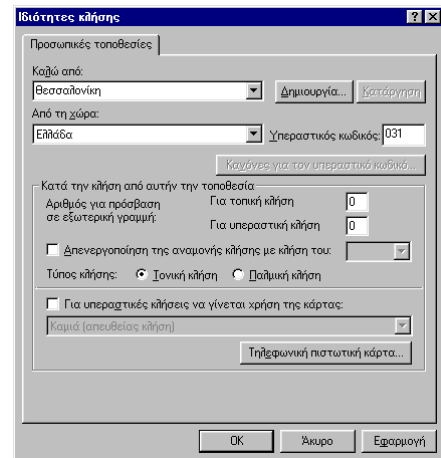 Ιδιότητες κλήσης
Προσωπικές τοποθεσίες
Καλώ από:
Θεσσαλονίκη
Δημιουργία...
Κατάργηση
Από τη χώρα:
Ελλάδα
Υπεραστικός κωδικός: 031
Κανόνες για τον υπεραστικό κωδικό...
Κατά την κλήση από αυτήν την τοποθεσία
Αριθμός για πρόσβαση
σε εξωτερική γραμμή:
Για τοπική κλήση 0
Για υπεραστική κλήση 0
Απενεργοποίηση της αναμονής κλήσης με κλήση του:
Τύπος κλήσης: Τονική κλήση Παλμική κλήση
Για υπεραστικές κλήσεις να γίνεται χρήση της κάρτας:
Καμιά (απευθείας κλήση)
Τηλεφωνική πιστωτική κάρτα...
OK Άκυρο Εφαρμογή